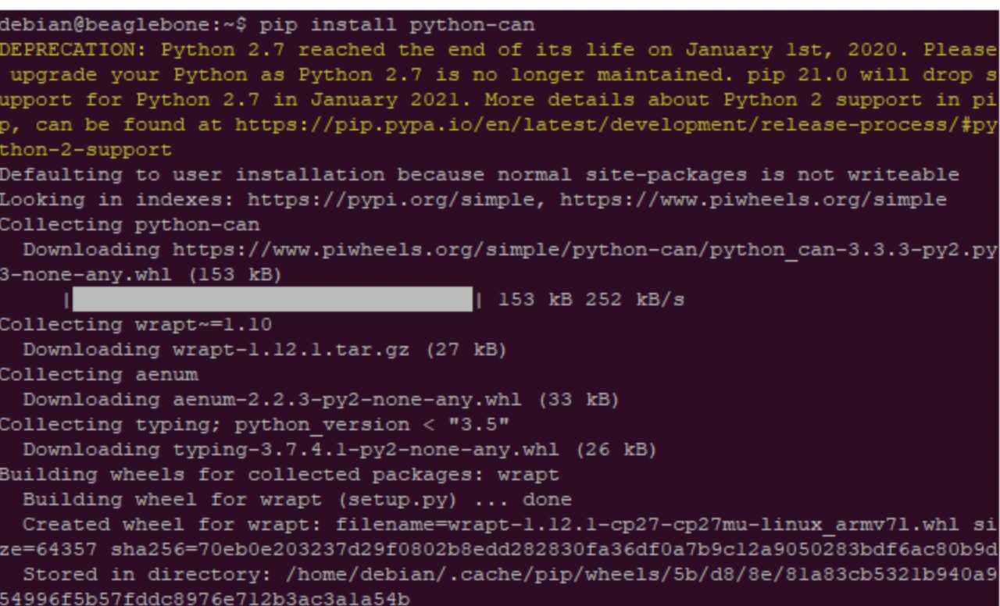 debian@beaglebone:~$ pip install python-can
DEPRECATION: Python 2.7 reached the end of its life on January 1st, 2020. Please
 upgrade your Python as Python 2.7 is no longer maintained. pip 21.0 will drop s
upport for Python 2.7 in January 2021. More details about Python 2 support in pi
p, can be found at https://pip.pypa.io/en/latest/development/release-process/#py
thon-2-support
Defaulting to user installation because normal site-packages is not writeable
Looking in indexes: https://pypi.org/simple, https://www.piwheels.org/simple
Collecting python-can
  Downloading https://www.piwheels.org/simple/python-can/python_can-3.3.3-py2.py
3-none-any.whl (153 kB)
     |████████████████████████████████| 153 kB 252 kB/s
Collecting wrapt~=1.10
  Downloading wrapt-1.12.1.tar.gz (27 kB)
Collecting aenum
  Downloading aenum-2.2.3-py2-none-any.whl (33 kB)
Collecting typing; python_version < "3.5"
  Downloading typing-3.7.4.1-py2-none-any.whl (26 kB)
Building wheels for collected packages: wrapt
  Building wheel for wrapt (setup.py) ... done
  Created wheel for wrapt: filename=wrapt-1.12.1-cp27-cp27mu-linux_armv7l.whl si
ze=64357 sha256=70eb0e203237d29f0802b8edd282830fa36df0a7b9c12a9050283bdf6ac80b9d
  Stored in directory: /home/debian/.cache/pip/wheels/5b/d8/8e/81a83cb5321b940a9
54996f5b57fddc8976e712b3ac3a1a54b